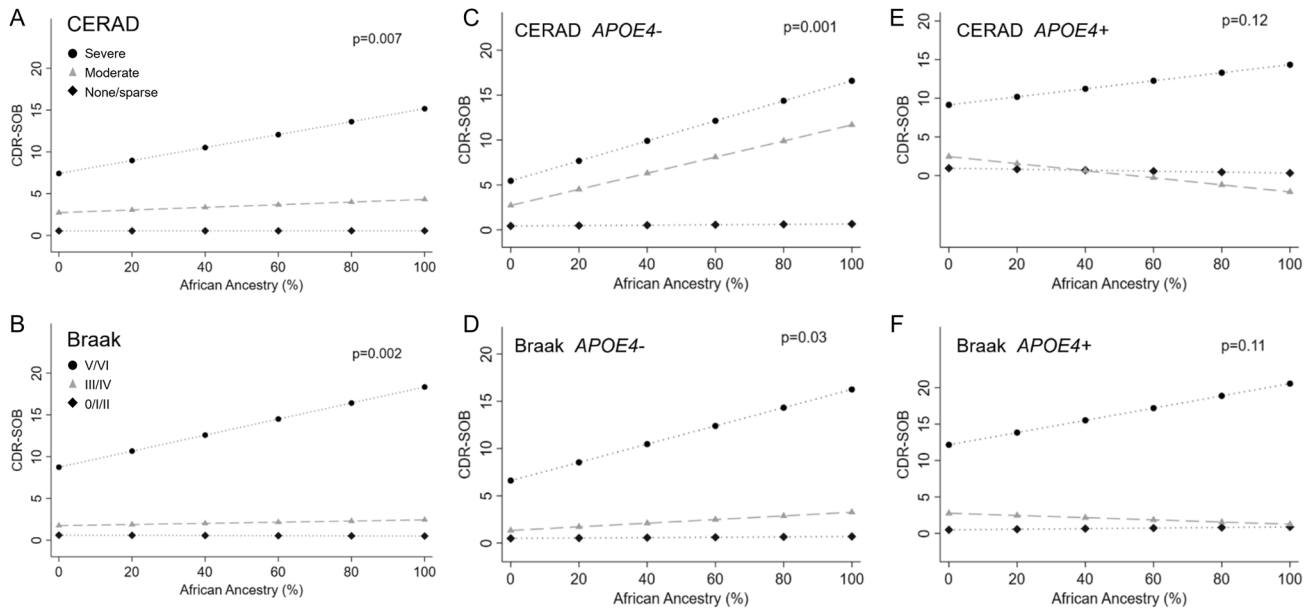 A
CERAD
p=0.007
Severe
Moderate
None/sparse
CDR-SOB
20
15
10
5
0
0 20 40 60 80 100
African Ancestry (%)
C
CERAD APOE4-
p=0.001
CDR-SOB
20
15
10
5
0
0 20 40 60 80 100
African Ancestry (%)
E
CERAD APOE4+
p=0.12
CDR-SOB
20
15
10
5
0
0 20 40 60 80 100
African Ancestry (%)
B
Braak
p=0.002
V/VI
III/IV
0/I/II
CDR-SOB
20
15
10
5
0
0 20 40 60 80 100
African Ancestry (%)
D
Braak APOE4-
p=0.03
CDR-SOB
20
15
10
5
0
0 20 40 60 80 100
African Ancestry (%)
F
Braak APOE4+
p=0.11
CDR-SOB
20
15
10
5
0
0 20 40 60 80 100
African Ancestry (%)